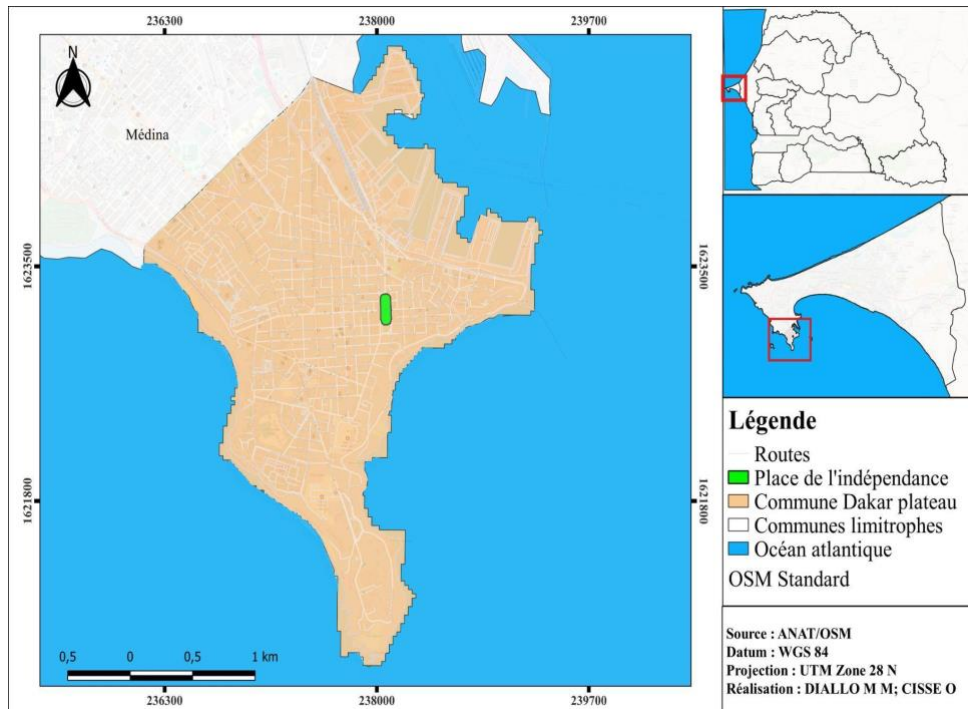 236300 238000 239700
N
Médina
1623500
1623500
1621800
1621800
0,5 0 0,5 1 km
236300 238000 239700
Légende
Routes
Place de l'indépendance
Commune Dakar plateau
Communes limitrophes
Océan atlantique
OSM Standard
Source : ANAT/OSM
Datum : WGS 84
Projection : UTM Zone 28 N
Réalisation : DIALLO M M; CISSE O